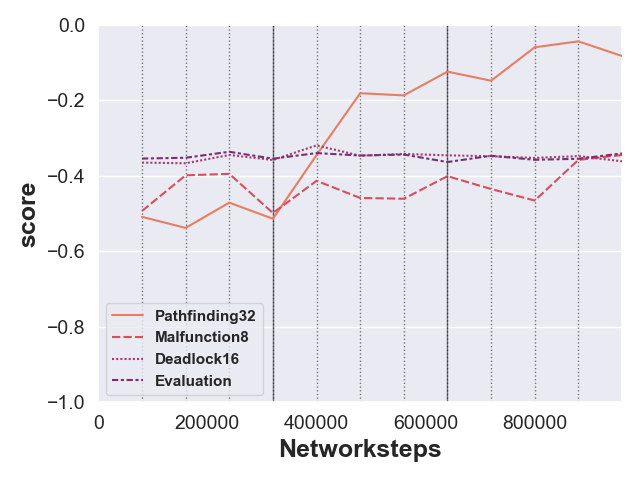 0.0
−0.2
−0.4
−0.6
−0.8
−1.0
score
Pathfinding32
Malfunction8
Deadlock16
Evaluation
0 200000 400000 600000 800000
Networksteps